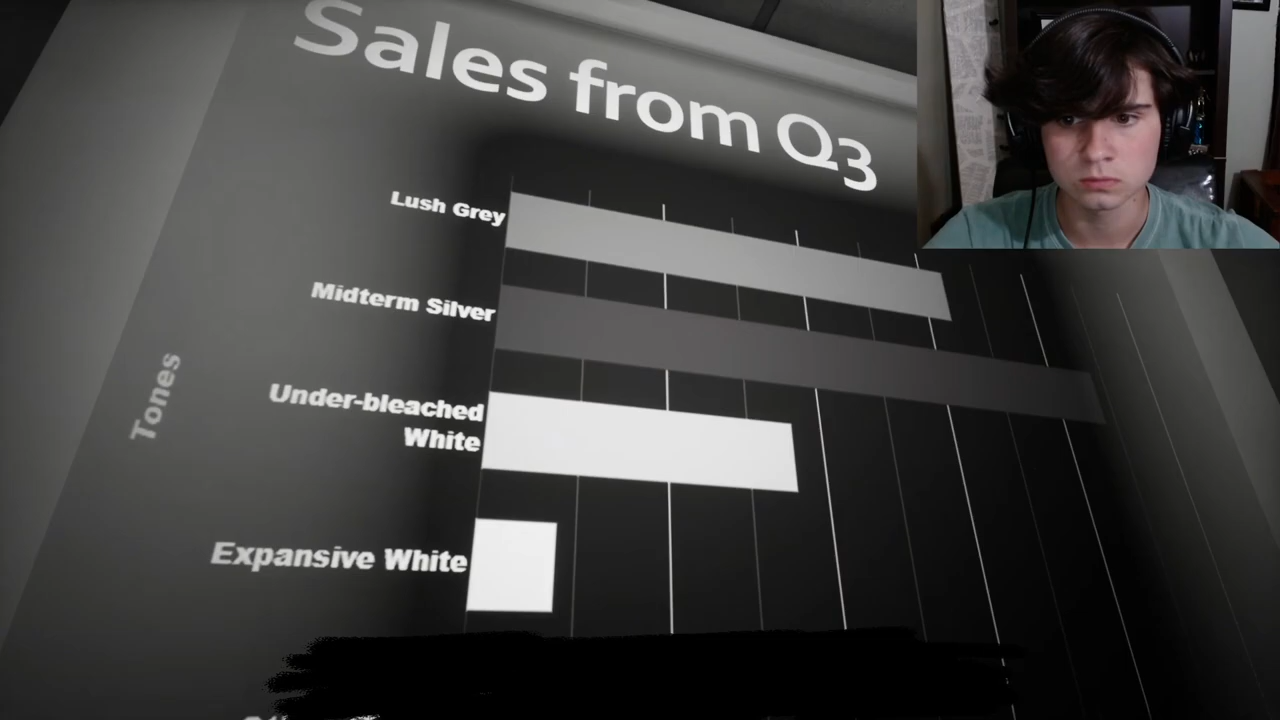 Sales from Q3
Lush Grey
Midterm Silver
Under-bleached
White
Expansive White
Tones